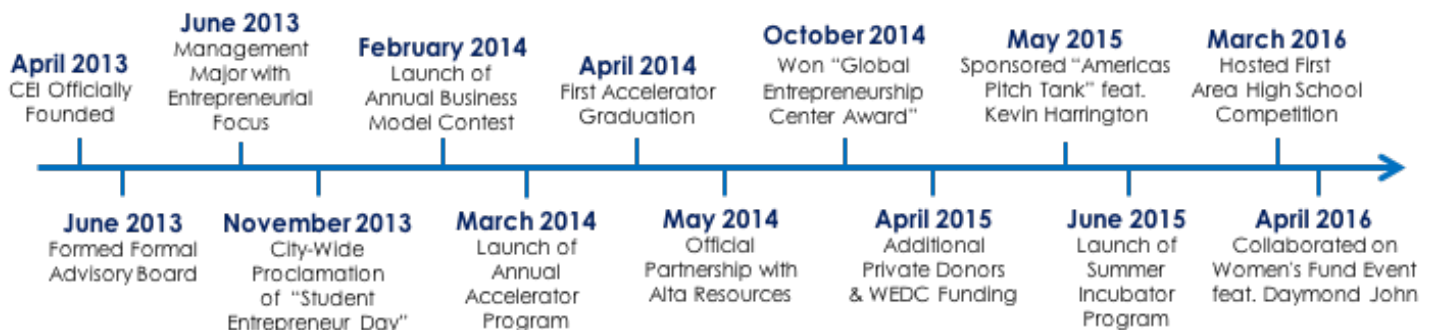 April 2013
CEI Officially
Founded
June 2013
Management
Major with
Entrepreneurial
Focus
February 2014
Launch of
Annual Business
Model Contest
April 2014
First Accelerator
Graduation
October 2014
Won "Global
Entrepreneurship
Center Award"
May 2015
Sponsored "Americas
Pitch Tank" feat.
Kevin Harrington
March 2016
Hosted First
Area High School
Competition
June 2013
Formed Formal
Advisory Board
November 2013
City-Wide
Proclamation
of "Student
Entrepreneur Day"
March 2014
Launch of
Annual
Accelerator
Program
May 2014
Official
Partnership with
Alta Resources
April 2015
Additional
Private Donors
& WEDC Funding
June 2015
Launch of
Summer
Incubator
Program
April 2016
Collaborated on
Women's Fund Event
feat. Daymond John